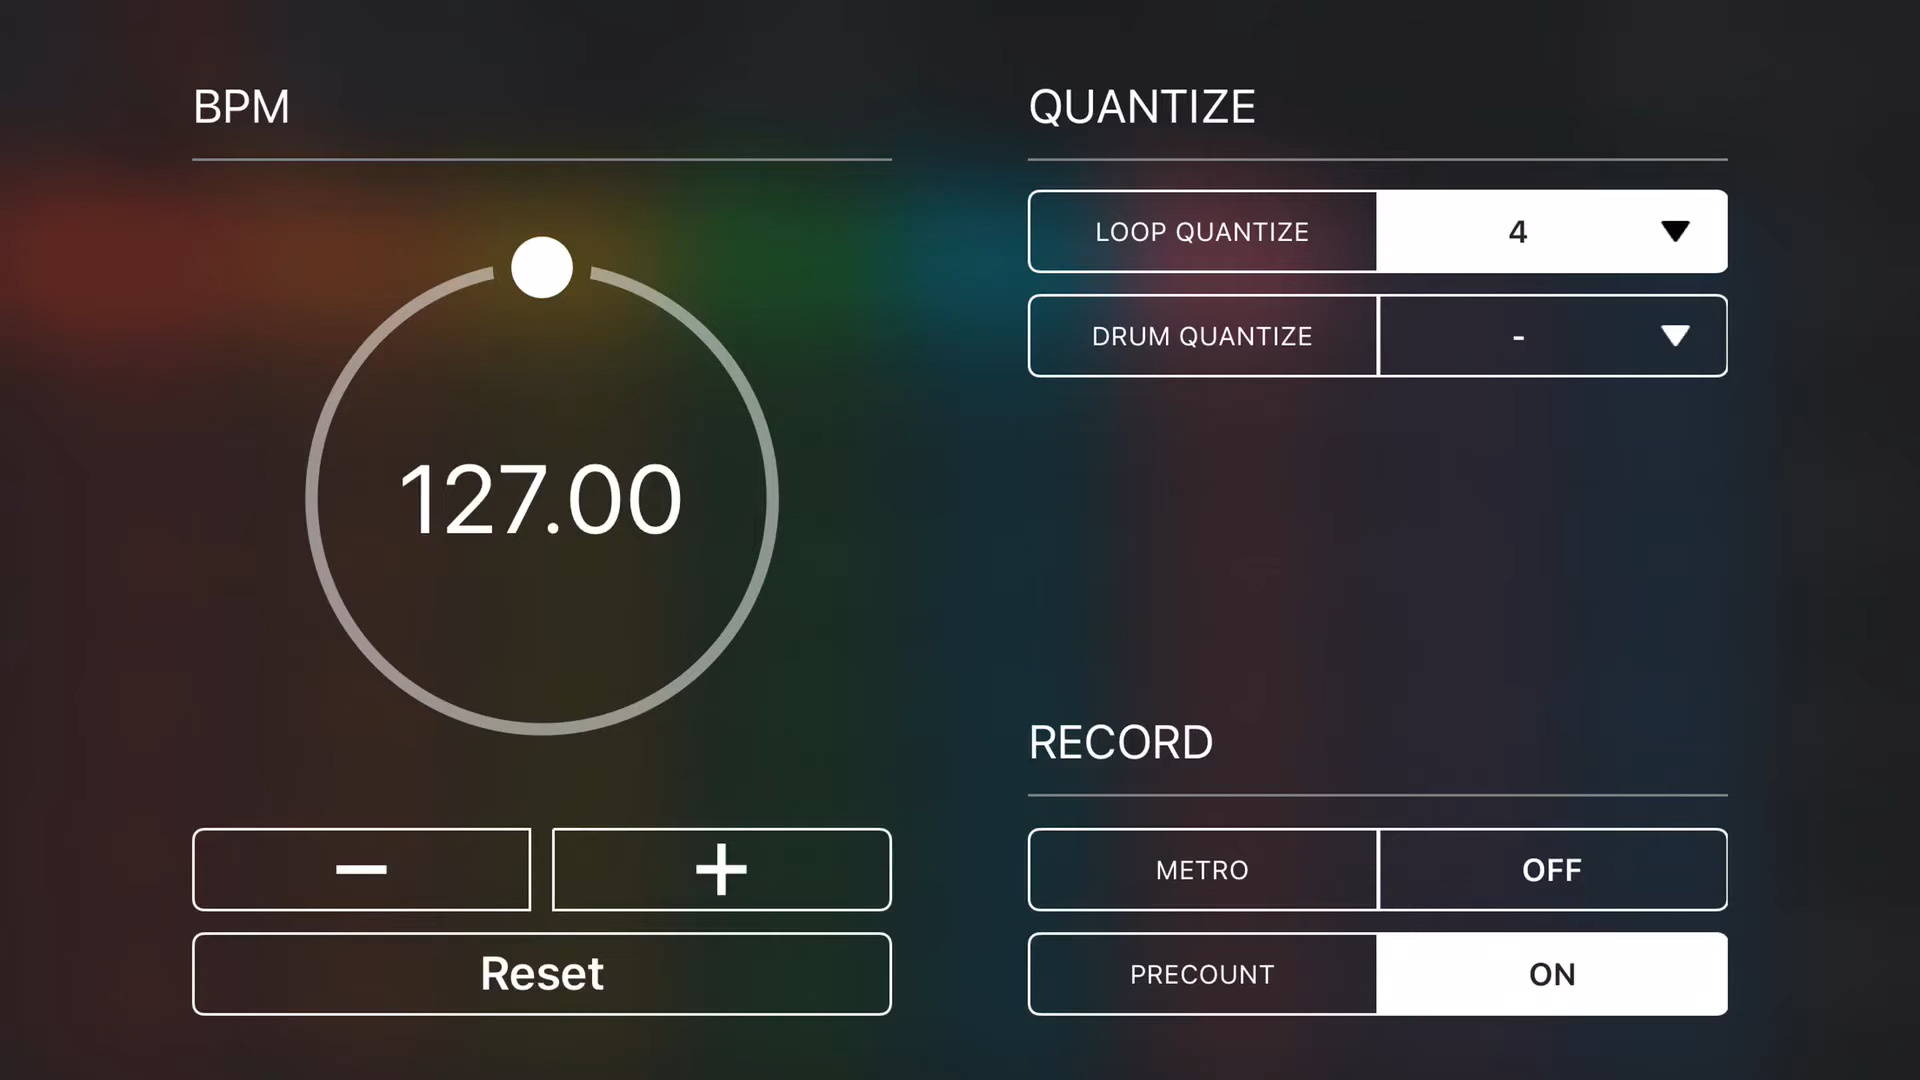 BPM
127.00
Reset
QUANTIZE
LOOP QUANTIZE 4
DRUM QUANTIZE -
RECORD
METRO OFF
PRECOUNT ON